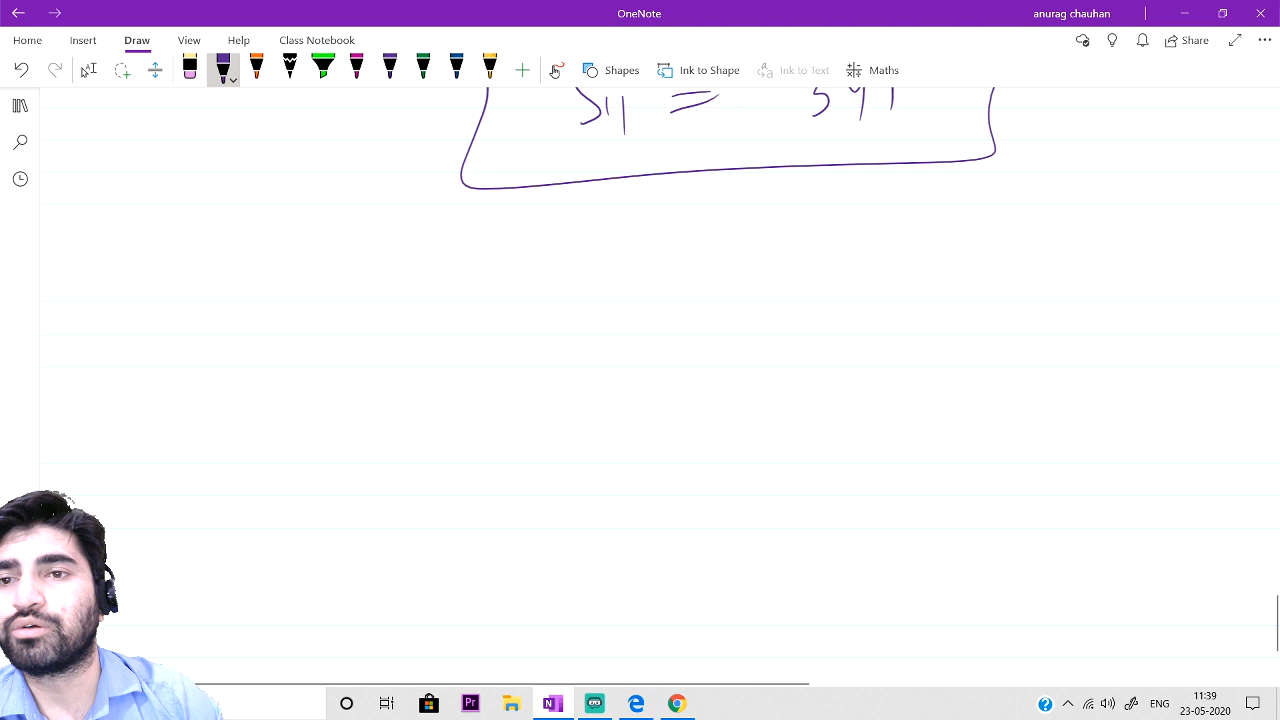 OneNote
anurag chauhan
Home Insert Draw View Help Class Notebook
Share
Shapes Ink to Shape Ink to Text Maths
=
Pr N
ENG
11:39
23-05-2020